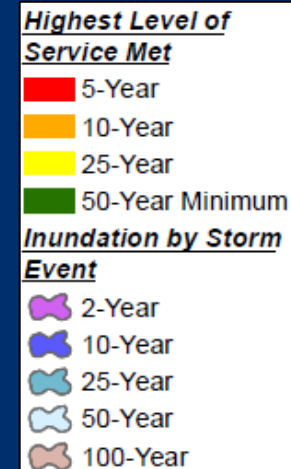 Highest Level of
Service Met
5-Year
10-Year
25-Year
50-Year Minimum
Inundation by Storm
Event
2-Year
10-Year
25-Year
50-Year
100-Year